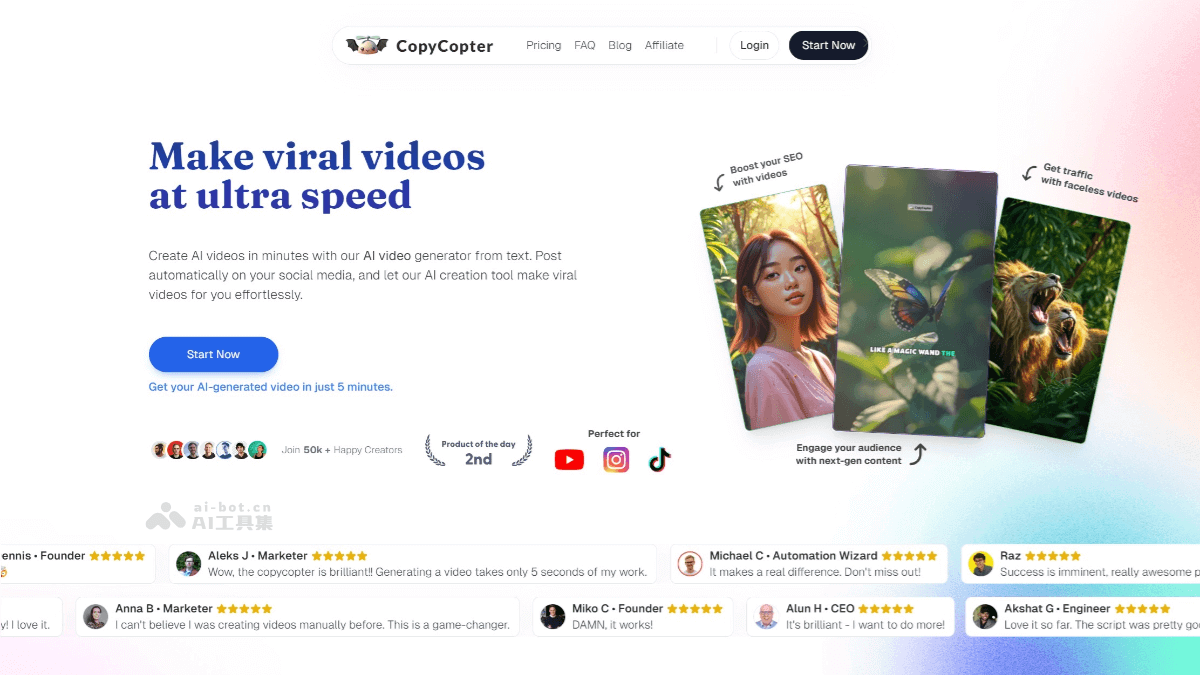 CopyCopter
Pricing FAQ Blog Affiliate
Login
Start Now
Make viral videos
at ultra speed
Create AI videos in minutes with our AI video generator from text. Post
automatically on your social media, and let our AI creation tool make viral
videos for you effortlessly.
Start Now
Get your AI-generated video in just 5 minutes.
Join 50k + Happy Creators
Product of the day
2nd
Perfect for
Boost your SEO
with videos
Get traffic
with faceless videos
LIKE A MAGIC WAND THE
Engage your audience
with next-gen content
ai-bot.cn
AI工具集
ennis • Founder
Aleks J • Marketer
Wow, the copycopter is brilliant!! Generating a video takes only 5 seconds of my work.
Michael C • Automation Wizard
It makes a real difference. Don't miss out!
Raz
Success is imminent, really awesome p
y! I love it.
Anna B • Marketer
I can't believe I was creating videos manually before. This is a game-changer.
Miko C • Founder
DAMN, it works!
Alun H • CEO
It's brilliant - I want to do more!
Akshat G • Engineer
Love it so far. The script was pretty goo